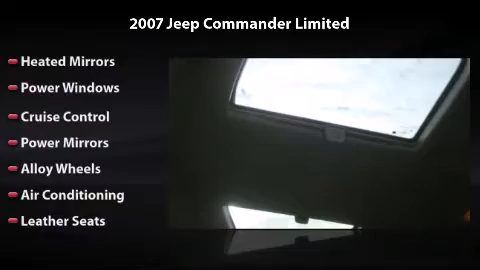 2007 Jeep Commander Limited
Heated Mirrors
Power Windows
Cruise Control
Power Mirrors
Alloy Wheels
Air Conditioning
Leather Seats